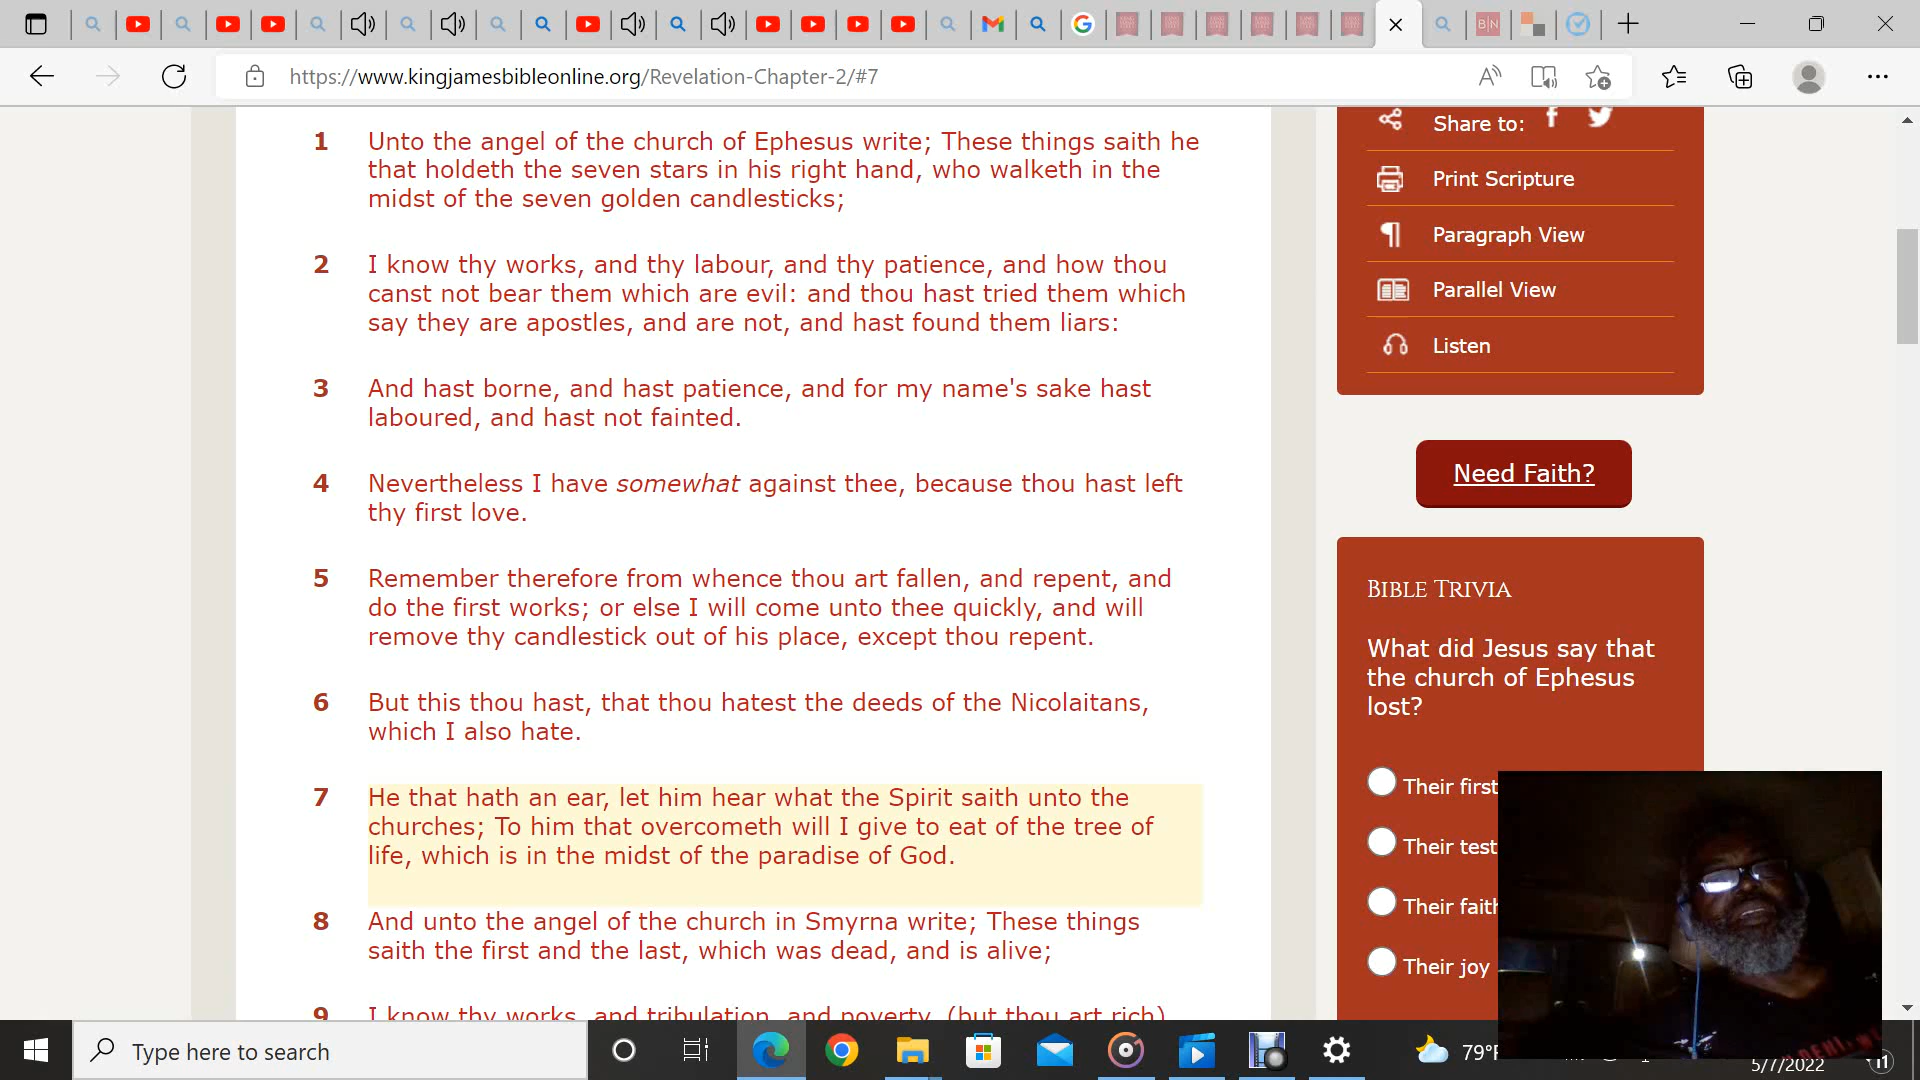 https://www.kingjamesbibleonline.org/Revelation-Chapter-2/#7
1 Unto the angel of the church of Ephesus write; These things saith he
that holdeth the seven stars in his right hand, who walketh in the
midst of the seven golden candlesticks;
2 I know thy works, and thy labour, and thy patience, and how thou
canst not bear them which are evil: and thou hast tried them which
say they are apostles, and are not, and hast found them liars:
3 And hast borne, and hast patience, and for my name's sake hast
laboured, and hast not fainted.
4 Nevertheless I have somewhat against thee, because thou hast left
thy first love.
5 Remember therefore from whence thou art fallen, and repent, and
do the first works; or else I will come unto thee quickly, and will
remove thy candlestick out of his place, except thou repent.
6 But this thou hast, that thou hatest the deeds of the Nicolaitans,
which I also hate.
7 He that hath an ear, let him hear what the Spirit saith unto the
churches; To him that overcometh will I give to eat of the tree of
life, which is in the midst of the paradise of God.
8 And unto the angel of the church in Smyrna write; These things
saith the first and the last, which was dead, and is alive;
9 I know thy works, and tribulation, and poverty, (but thou art rich)
Share to:
Print Scripture
Paragraph View
Parallel View
Listen
Need Faith?
BIBLE TRIVIA
What did Jesus say that
the church of Ephesus
lost?
Their first
Their test
Their faith
Their joy
Type here to search
79°F
5/7/2022
11